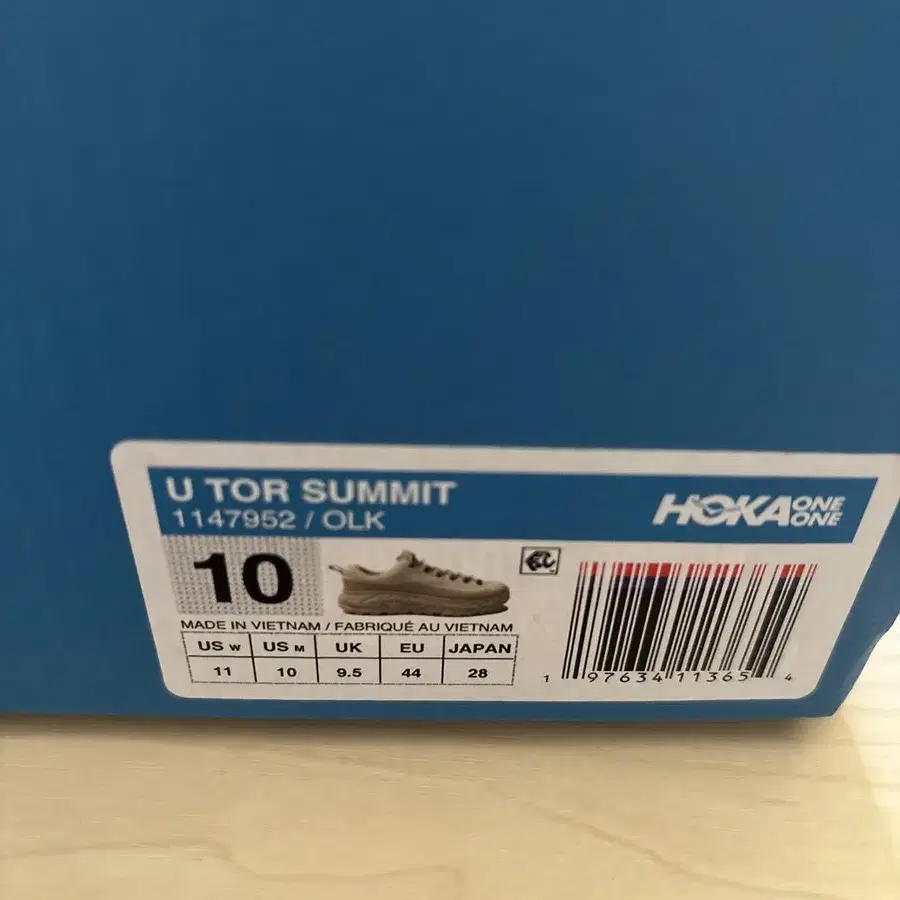 U TOR SUMMIT
1147952 / OLK
HOKA ONE ONE
10
MADE IN VIETNAM / FABRIQUÉ AU VIETNAM
US W US M UK EU JAPAN
11 10 9.5 44 28
1 97634 11365 4